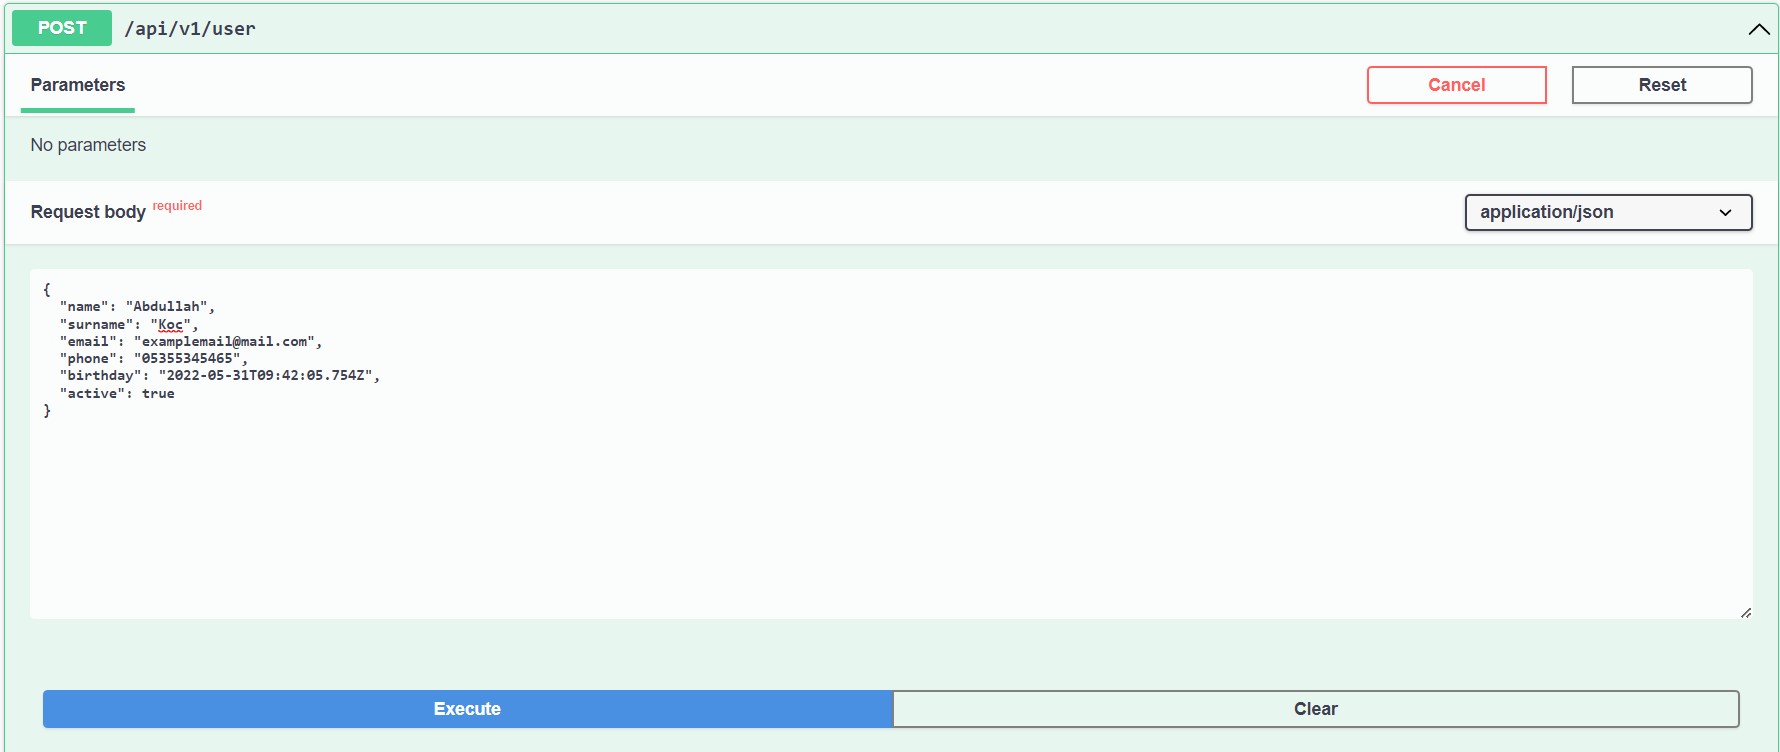 POST /api/v1/user
Parameters
Cancel
Reset
No parameters
Request body required
application/json
{
  "name": "Abdullah",
  "surname": "Koc",
  "email": "examplemail@mail.com",
  "phone": "05355345465",
  "birthday": "2022-05-31T09:42:05.754Z",
  "active": true
}
Execute
Clear